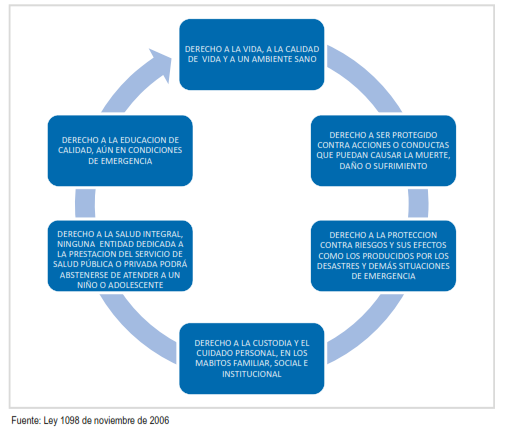 DERECHO A LA VIDA, A LA CALIDAD
DE VIDA Y A UN AMBIENTE SANO
DERECHO A SER PROTEGIDO
CONTRA ACCIONES O CONDUCTAS
QUE PUEDAN CAUSAR LA MUERTE,
DAÑO O SUFRIMIENTO
DERECHO A LA PROTECCION
CONTRA RIESGOS Y SUS EFECTOS
COMO LOS PRODUCIDOS POR LOS
DESASTRES Y DEMÁS SITUACIONES
DE EMERGENCIA
DERECHO A LA CUSTODIA Y EL
CUIDADO PERSONAL, EN LOS
MABITOS FAMILIAR, SOCIAL E
INSTITUCIONAL
DERECHO A LA SALUD INTEGRAL,
NINGUNA ENTIDAD DEDICADA A
LA PRESTACION DEL SERVICIO DE
SALUD PÚBLICA O PRIVADA PODRÁ
ABSTENERSE DE ATENDER A UN
NIÑO O ADOLESCENTE
DERECHO A LA EDUCACION DE
CALIDAD, AÚN EN CONDICIONES
DE EMERGENCIA
Fuente: Ley 1098 de noviembre de 2006